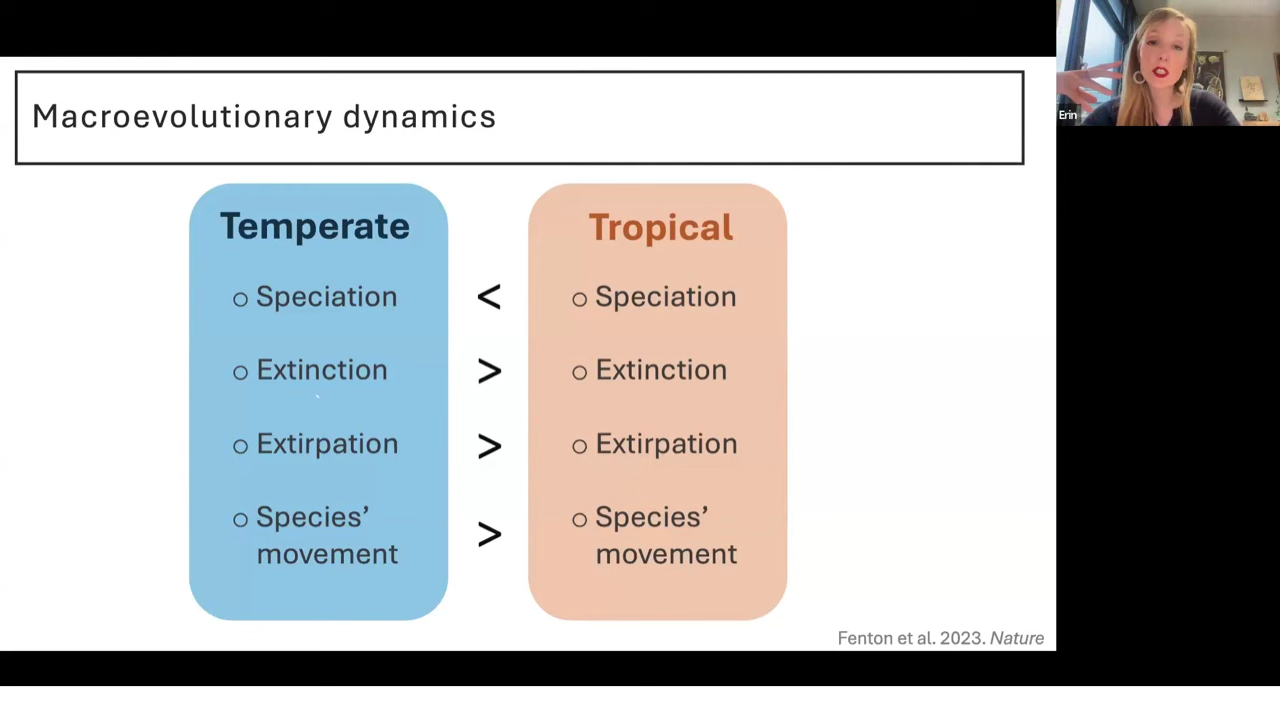 Macroevolutionary dynamics
Temperate
Tropical
○ Speciation < ○ Speciation
○ Extinction > ○ Extinction
○ Extirpation > ○ Extirpation
○ Species’ movement > ○ Species’ movement
Fenton et al. 2023. Nature
Erin